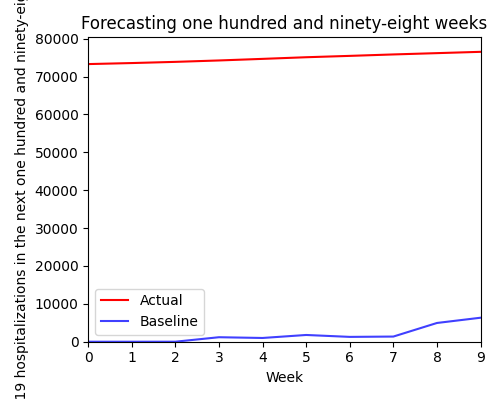 Forecasting one hundred and ninety-eight weeks
19 hospitalizations in the next one hundred and ninety-eig
80000
70000
60000
50000
40000
30000
20000
10000
0
Actual
Baseline
0 1 2 3 4 5 6 7 8 9
Week